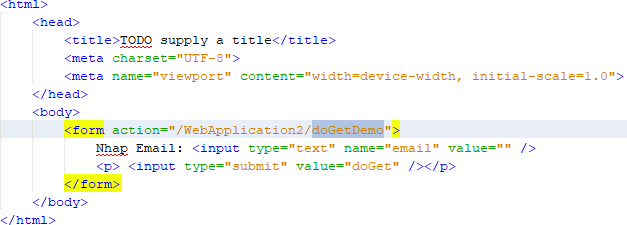 <html>
<head>
<title>TODO supply a title</title>
<meta charset="UTF-8">
<meta name="viewport" content="width=device-width, initial-scale=1.0">
</head>
<body>
<form action="/WebApplication2/doGetDemo">
Nhap Email: <input type="text" name="email" value="" />
<p> <input type="submit" value="doGet" /></p>
</form>
</body>
</html>